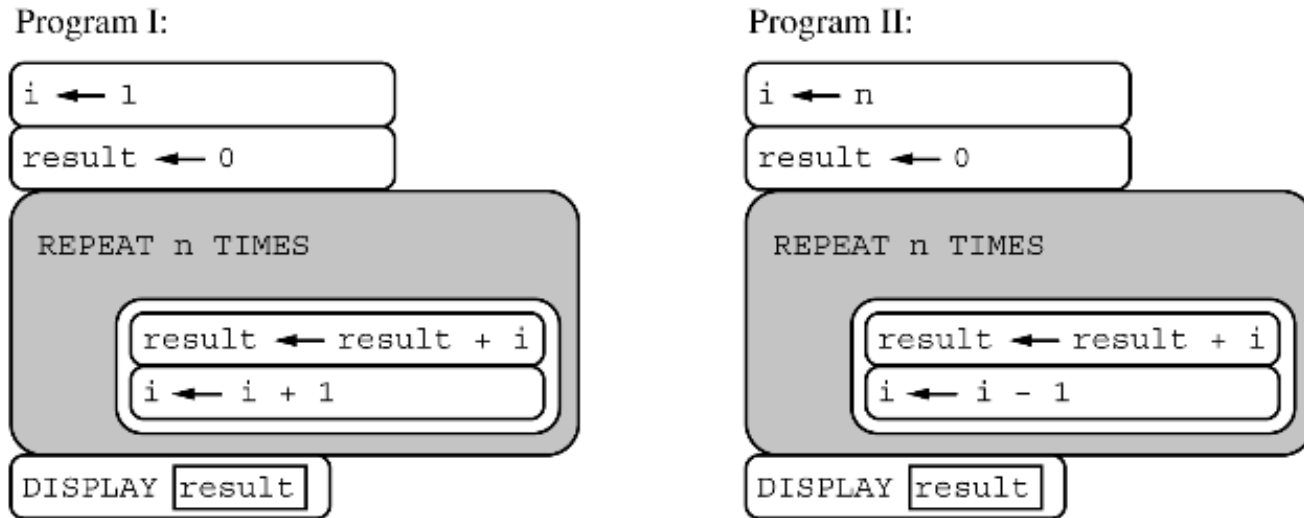 Program I:
i ← 1
result ← 0
REPEAT n TIMES
result ← result + i
i ← i + 1
DISPLAY result
Program II:
i ← n
result ← 0
REPEAT n TIMES
result ← result + i
i ← i - 1
DISPLAY result